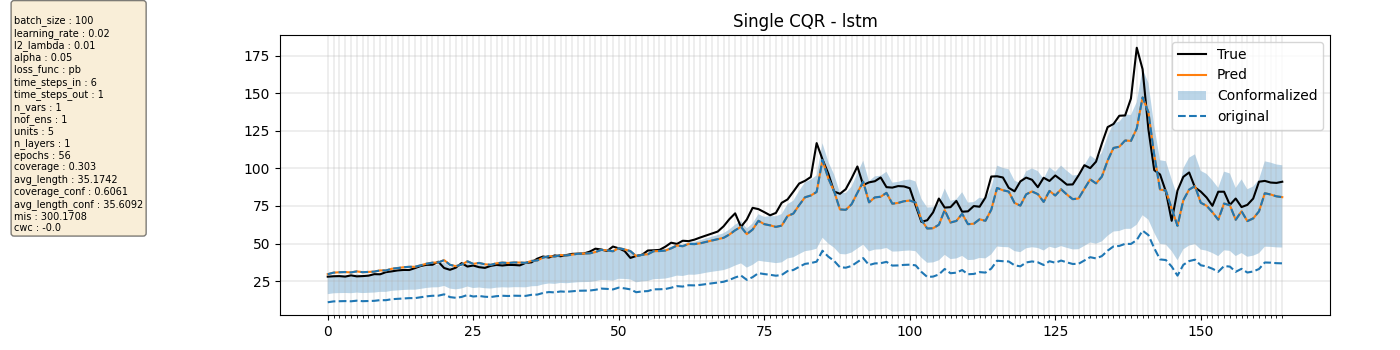 batch_size : 100
learning_rate : 0.02
l2_lambda : 0.01
alpha : 0.05
loss_func : pb
time_steps_in : 6
time_steps_out : 1
n_vars : 1
nof_ens : 1
units : 5
n_layers : 1
epochs : 56
coverage : 0.303
avg_length : 35.1742
coverage_conf : 0.6061
avg_length_conf : 35.6092
mis : 300.1708
cwc : -0.0
Single CQR - lstm
175
150
125
100
75
50
25
0 25 50 75 100 125 150
True
Pred
Conformalized
original